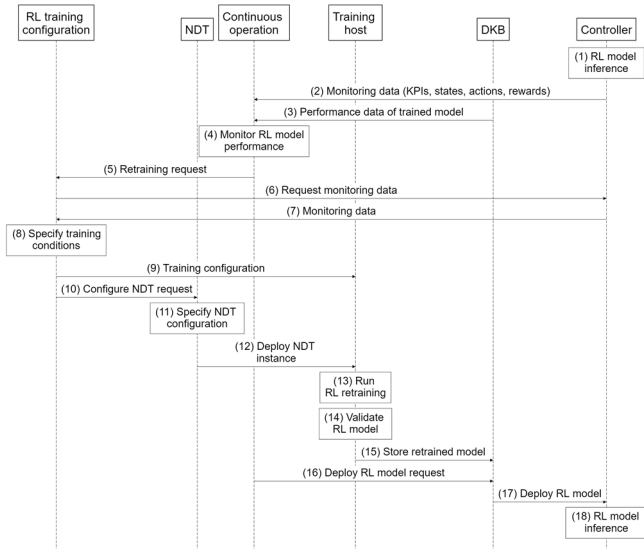 RL training
configuration
NDT
Continuous
operation
Training
host
DKB
Controller
(1) RL model
inference
(2) Monitoring data (KPIs, states, actions, rewards)
(3) Performance data of trained model
(4) Monitor RL model
performance
(5) Retraining request
(6) Request monitoring data
(7) Monitoring data
(8) Specify training
conditions
(9) Training configuration
(10) Configure NDT request
(11) Specify NDT
configuration
(12) Deploy NDT
instance
(13) Run
RL retraining
(14) Validate
RL model
(15) Store retrained model
(16) Deploy RL model request
(17) Deploy RL model
(18) RL model
inference